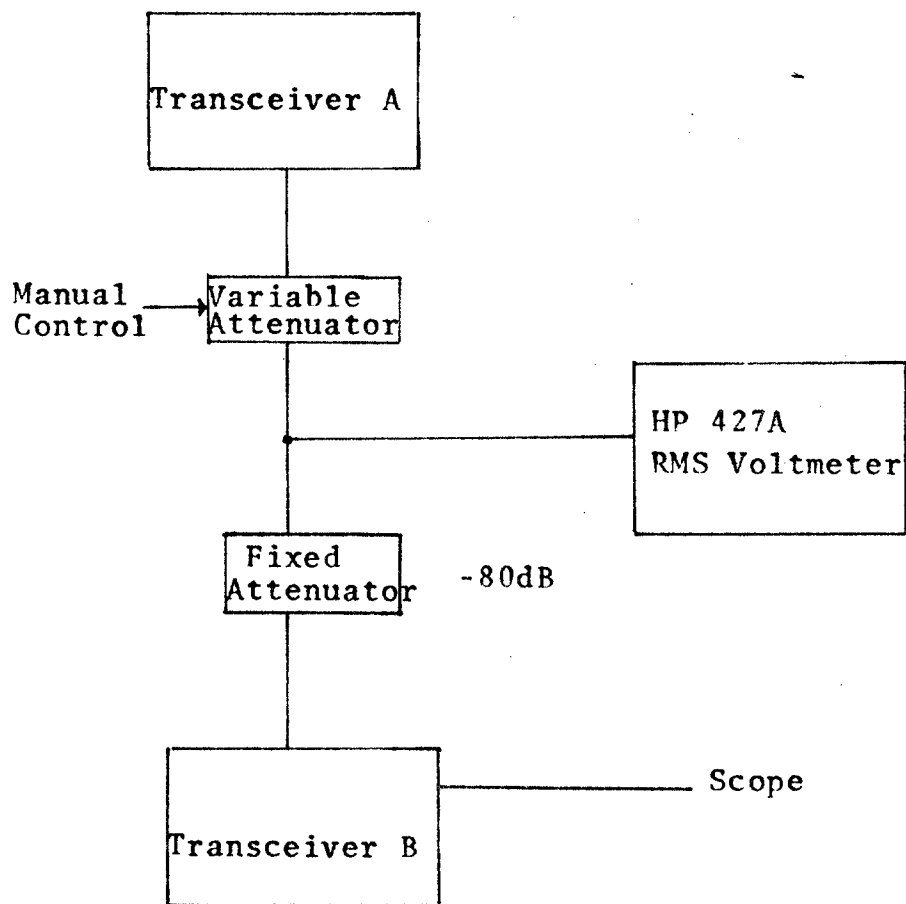 Transceiver A
Manual
Control
Variable
Attenuator
HP 427A
RMS Voltmeter
Fixed
Attenuator
-80dB
Scope
Transceiver B